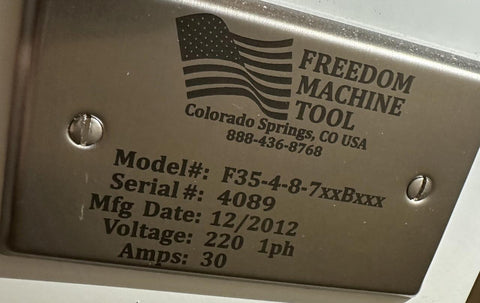 FREEDOM
MACHINE
TOOL
Colorado Springs, CO USA
888-436-8768
Model#: F35-4-8-7xxBxxx
Serial#: 4089
Mfg Date: 12/2012
Voltage: 220 1ph
Amps: 30